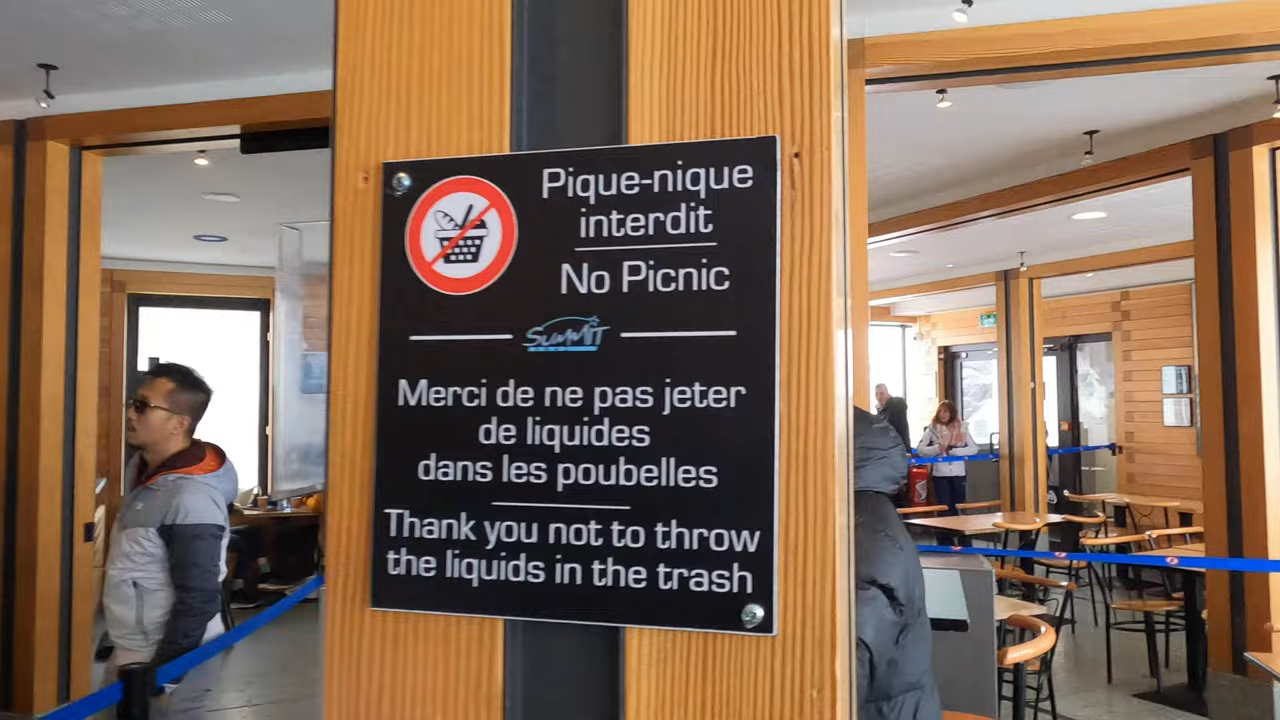 Pique-nique
interdit
No Picnic
SUMMIT
Merci de ne pas jeter
de liquides
dans les poubelles
Thank you not to throw
the liquids in the trash